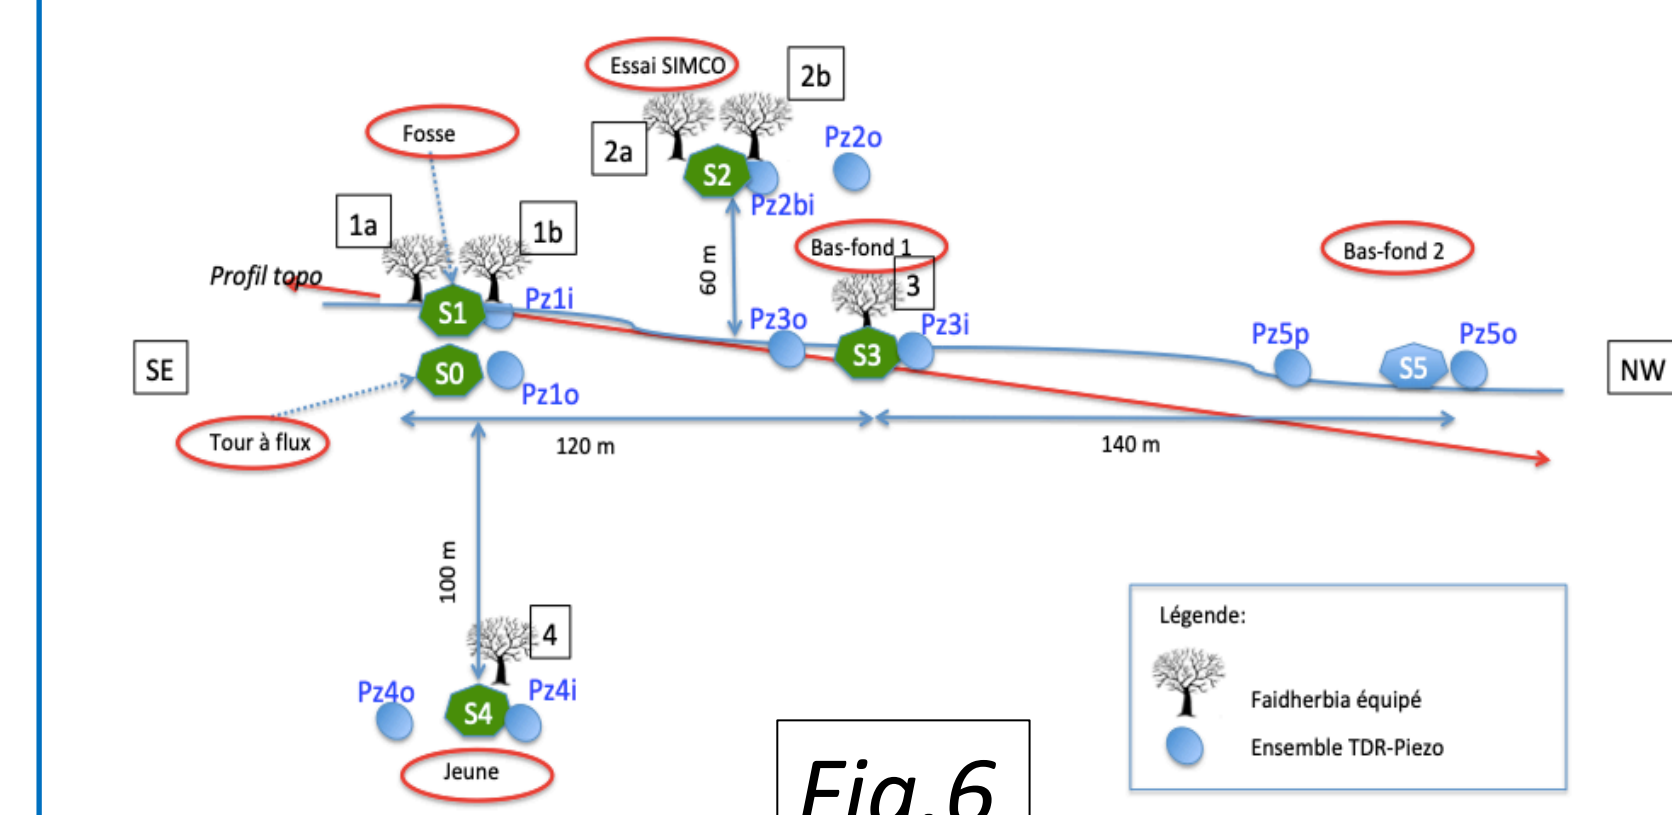 Essai SIMCO
2b
Fosse
Pz2o
2a
S2
Pz2bi
1a
1b
Bas-fond 1
Bas-fond 2
Profil topo
60 m
3
S1
Pz1i
Pz3o
Pz3i
Pz5p
Pz5o
SE
S0
S3
S5
NW
Pz1o
Tour à flux
120 m
140 m
100 m
4
Légende:
Pz4o
Pz4i
Faidherbia équipé
S4
Ensemble TDR-Piezo
Jeune
Fig.6